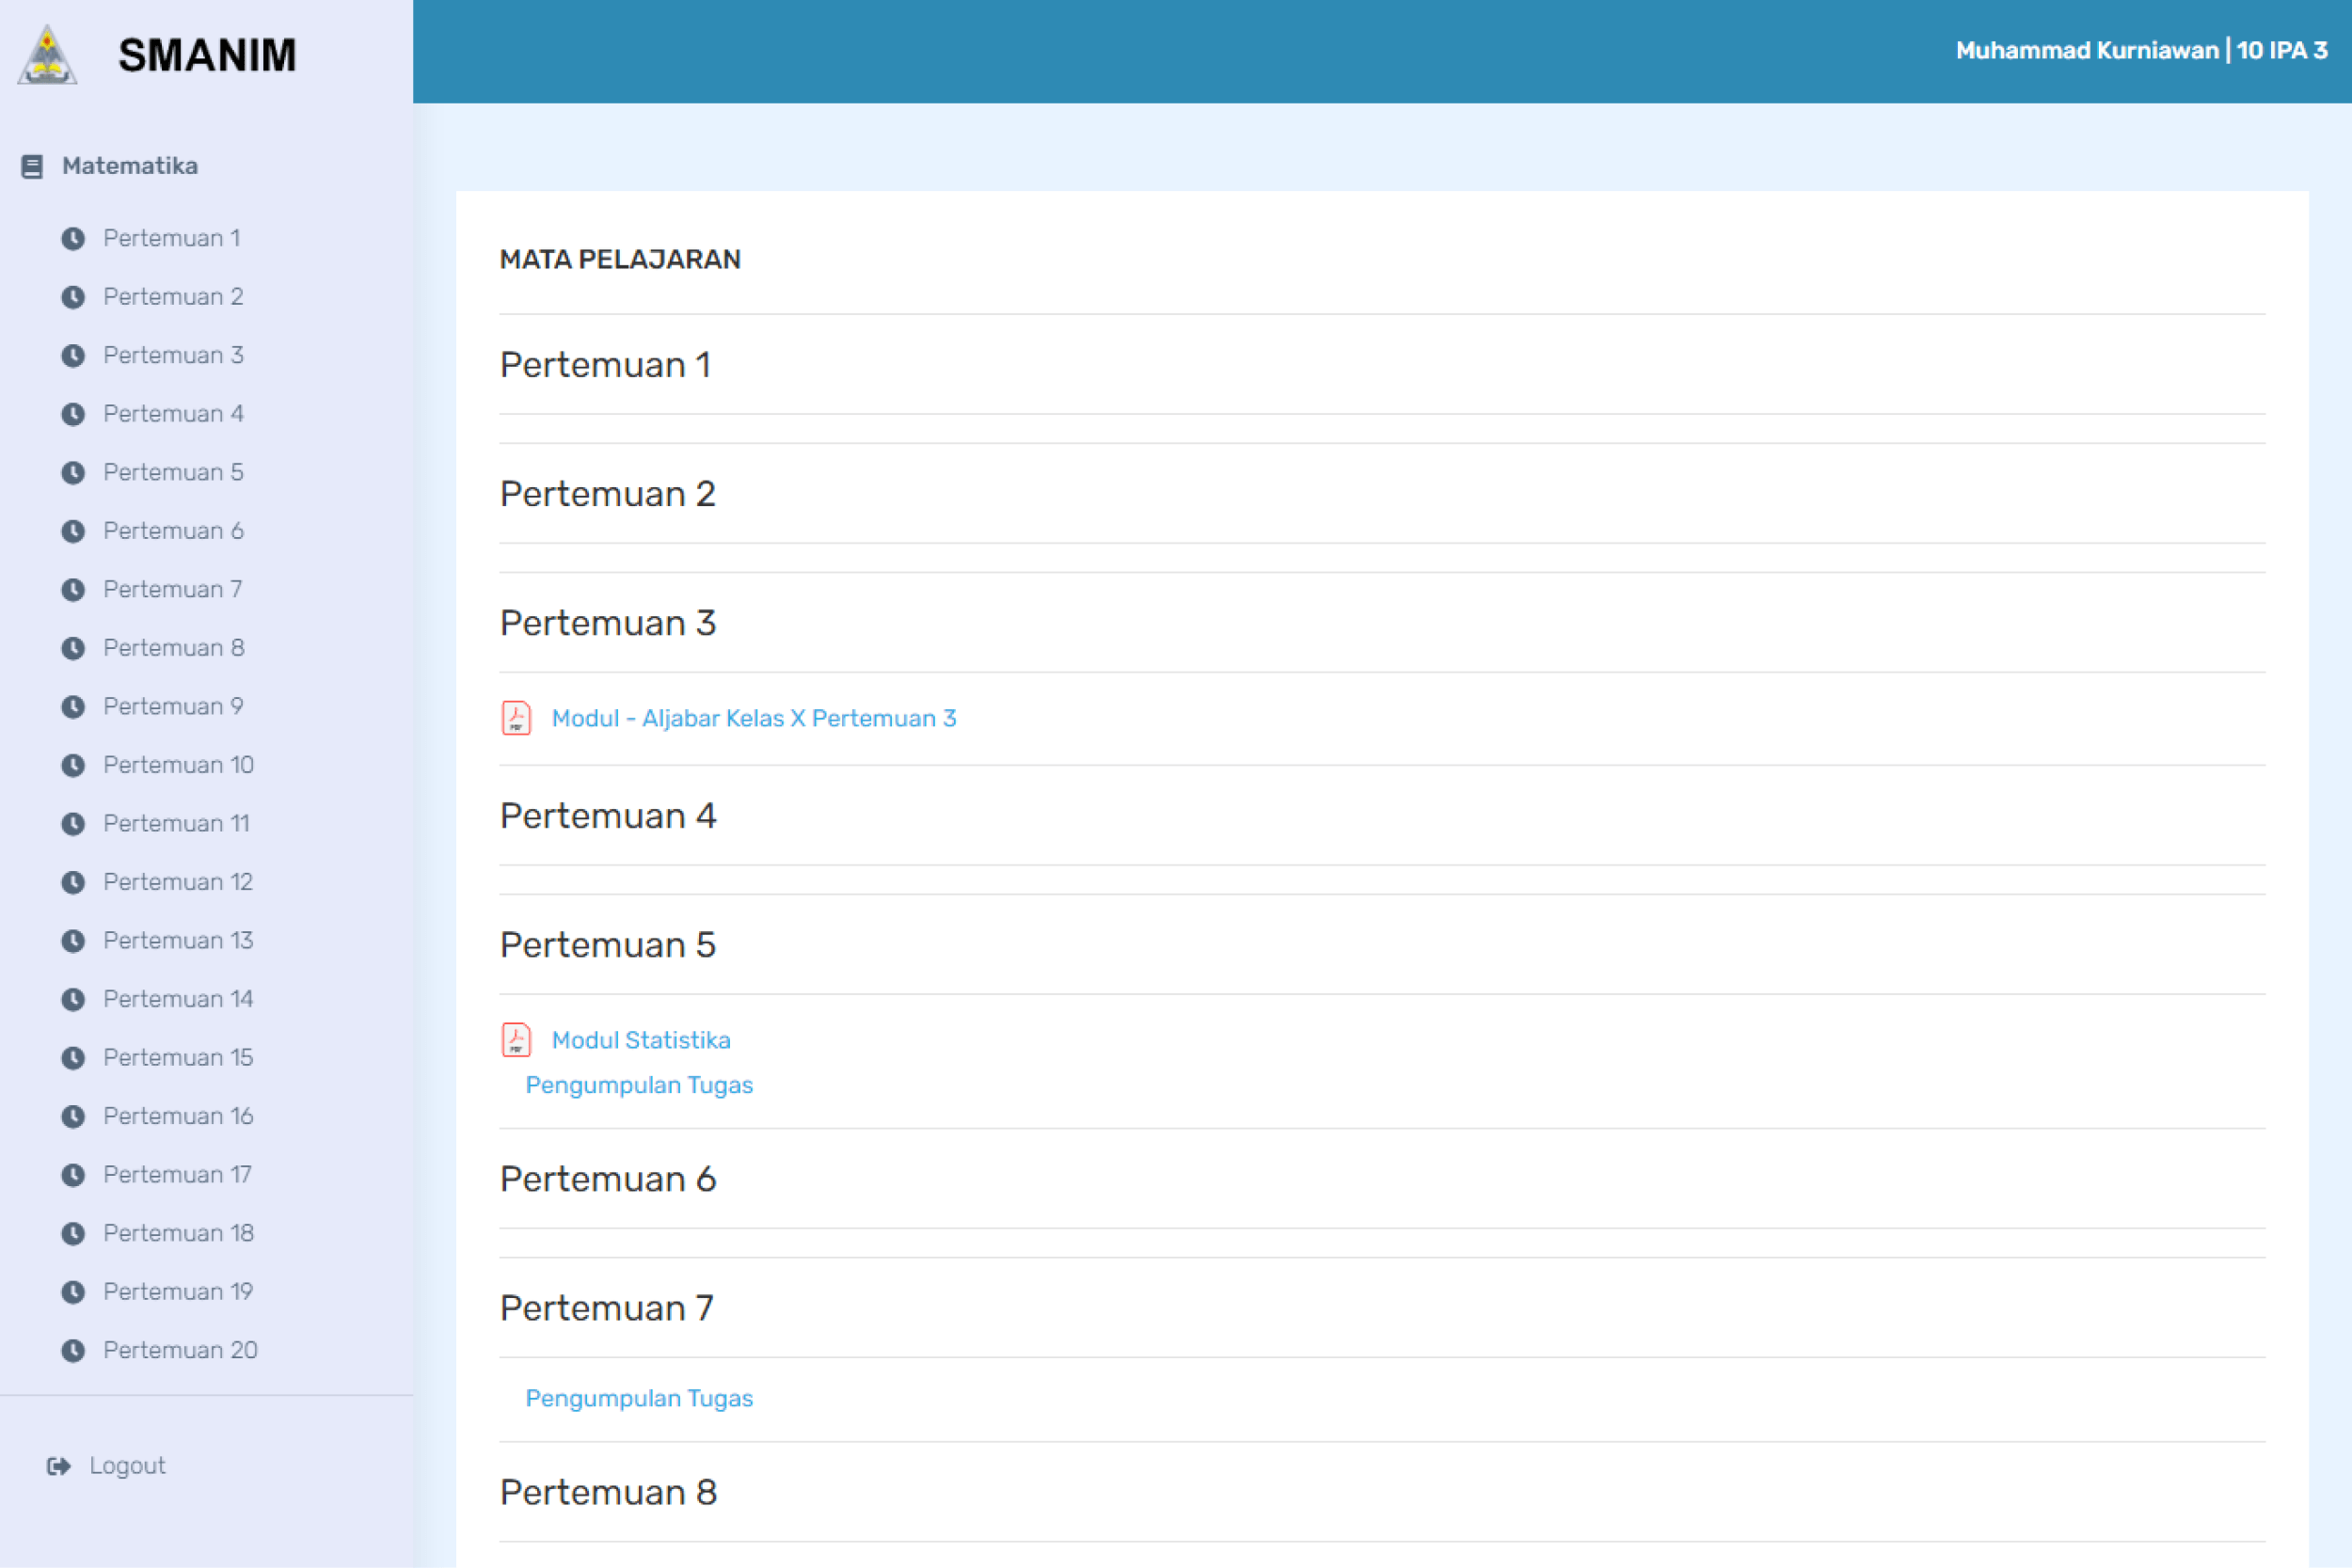 SMANIM
Muhammad Kurniawan | 10 IPA 3
Matematika
Pertemuan 1
Pertemuan 2
Pertemuan 3
Pertemuan 4
Pertemuan 5
Pertemuan 6
Pertemuan 7
Pertemuan 8
Pertemuan 9
Pertemuan 10
Pertemuan 11
Pertemuan 12
Pertemuan 13
Pertemuan 14
Pertemuan 15
Pertemuan 16
Pertemuan 17
Pertemuan 18
Pertemuan 19
Pertemuan 20
Logout
MATA PELAJARAN
Pertemuan 1
Pertemuan 2
Pertemuan 3
PDF Modul - Aljabar Kelas X Pertemuan 3
Pertemuan 4
Pertemuan 5
PDF Modul Statistika
Pengumpulan Tugas
Pertemuan 6
Pertemuan 7
Pengumpulan Tugas
Pertemuan 8